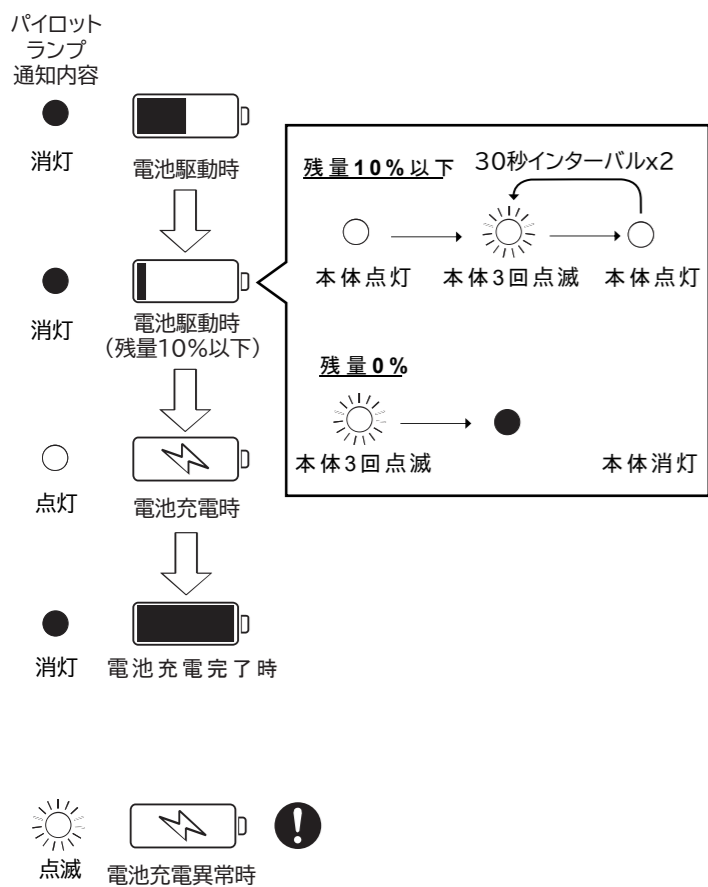 パイロット
ランプ
通知内容
消灯
電池駆動時
消灯
電池駆動時
（残量10%以下）
点灯
電池充電時
消灯
電池充電完了時
点滅
電池充電異常時
残量10%以下
30秒インターバルx2
本体点灯
本体3回点滅
本体点灯
残量0%
本体3回点滅
本体消灯